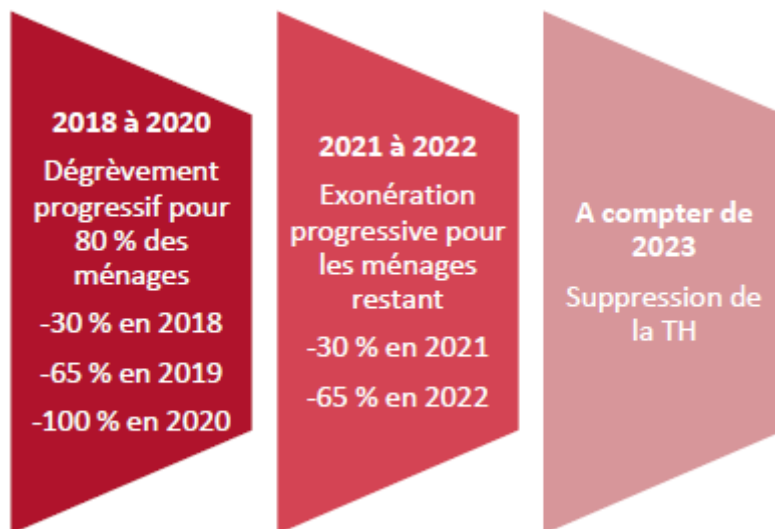 2018 à 2020
Dégrèvement
progressif pour
80 % des
ménages
-30 % en 2018
-65 % en 2019
-100 % en 2020
2021 à 2022
Exonération
progressive pour
les ménages
restant
-30 % en 2021
-65 % en 2022
A compter de
2023
Suppression de
la TH